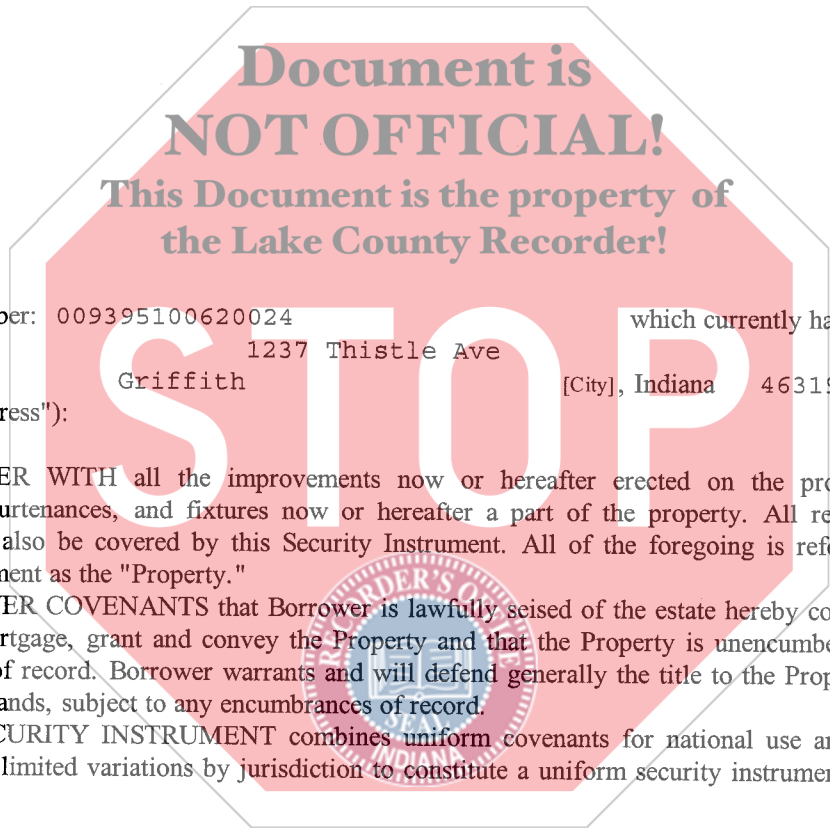 Document is
NOT OFFICIAL!
This Document is the property of
the Lake County Recorder!
STOP
ber: 009395100620024 which currently ha
1237 Thistle Ave
Griffith [City], Indiana 46319
ress"):
ER WITH all the improvements now or hereafter erected on the pro
urtenances, and fixtures now or hereafter a part of the property. All re
also be covered by this Security Instrument. All of the foregoing is refe
ment as the "Property."
ER COVENANTS that Borrower is lawfully seised of the estate hereby co
rtgage, grant and convey the Property and that the Property is unencumbe
of record. Borrower warrants and will defend generally the title to the Prop
ands, subject to any encumbrances of record.
CURITY INSTRUMENT combines uniform covenants for national use an
limited variations by jurisdiction to constitute a uniform security instrumen
RECORDER'S OFFICE
SEAL
INDIANA